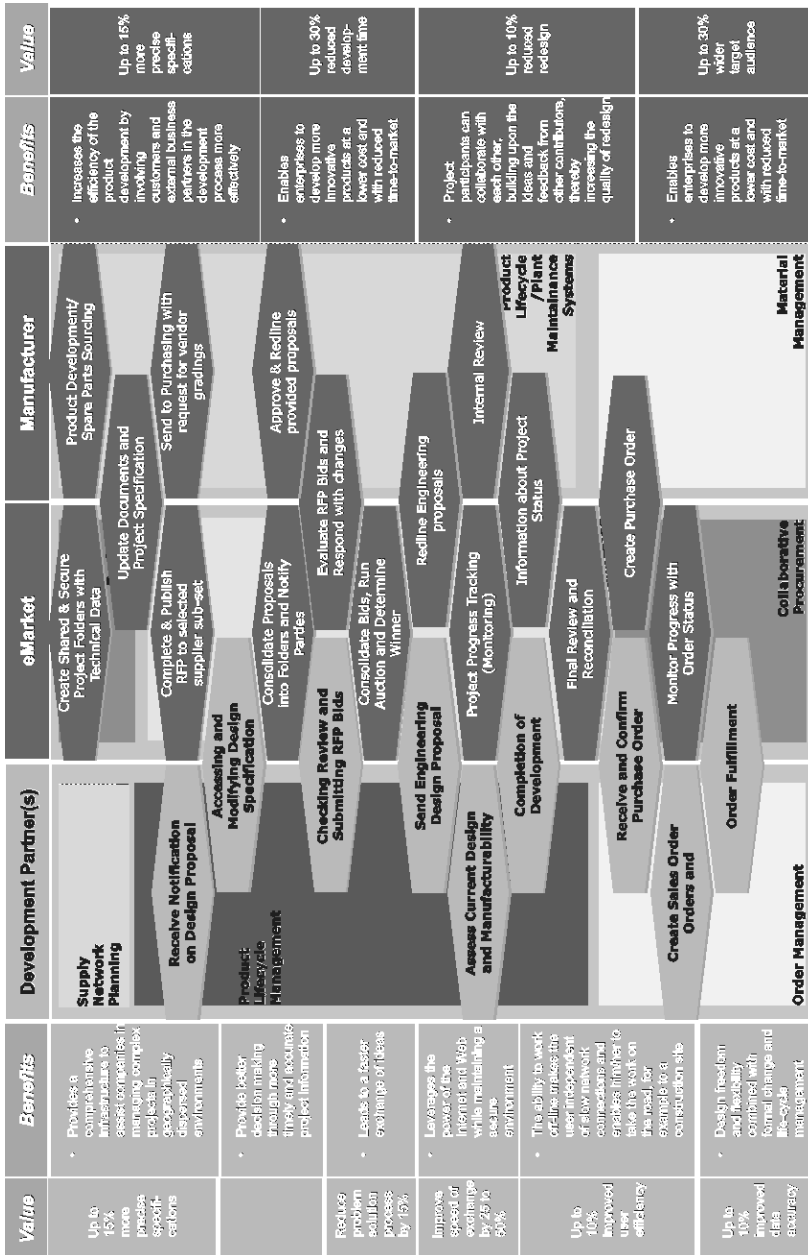 Value
Benefits
Development Partner(s)
eMarket
Manufacturer
Benefits
Value
Up to
15%
more
precise
specifi-
cations
• Provides a
comprehensive
infrastructure to
assist companies in
managing complex
projects in
geographically
dispersed
environments
• Provide better
decision making
through more
timely and accurate
project information
Reduce
problem
solution
process
by 15%
• Leads to a faster
exchange of ideas
Improve
speed of
exchange
by 25 to
50%
• Leverages the
power of the
Internet and Web
while maintaining a
secure
environment
Up to
10%
improved
user
efficiency
• The ability to work
off-line makes the
user independent
of slow network
connections and
enables him/her to
take the work on
the road, for
example to a
construction site
Up to
10%
improved
data
accuracy
• Design freedom
and flexibility
combined with
formal change and
life-cycle
management
Supply
Network
Planning
Receive Notification
on Design Proposal
Accessing and
Modifying Design
Specification
Product
Lifecycle
Management
Checking Review and
Submitting RFP Bids
Send Engineering
Design Proposal
Assess Current Design
and Manufacturability
Completion of
Development
Receive and Confirm
Purchase Order
Create Sales Order
Orders and
Order Fulfillment
Order Management
Create Shared & Secure
Project Folders with
Technical Data
Update Documents and
Project Specification
Complete & Publish
RFP to selected
supplier sub-set
Consolidate Proposals
into Folders and Notify
Parties
Evaluate RFP Bids and
Respond with changes
Consolidate Bids, Run
Auction and Determine
Winner
Redline Engineering
proposals
Project Progress Tracking
(Monitoring)
Information about Project
Status
Final Review and
Reconciliation
Create Purchase Order
Monitor Progress with
Order Status
Collaborative
Procurement
Product Development/
Spare Parts Sourcing
Send to Purchasing with
request for vendor
gradings
Approve & Redline
provided proposals
Internal Review
Product
Lifecycle
/Plant
Maintainance
Systems
Material
Management
• Increases the
efficiency of the
product
development by
involving
customers and
external business
partners in the
development
process more
effectively
Up to 15%
more
precise
specifi-
cations
• Enables
enterprises to
develop more
innovative
products at a
lower cost and
with reduced
time-to-market
Up to 30%
reduced
develop-
ment time
• Project
participants can
collaborate with
each other,
building upon the
ideas and
feedback from
other contributors,
thereby
increasing the
quality of redesign
Up to 10%
reduced
redesign
• Enables
enterprises to
develop more
innovative
products at a
lower cost and
with reduced
time-to-market
Up to 30%
wider
target
audience